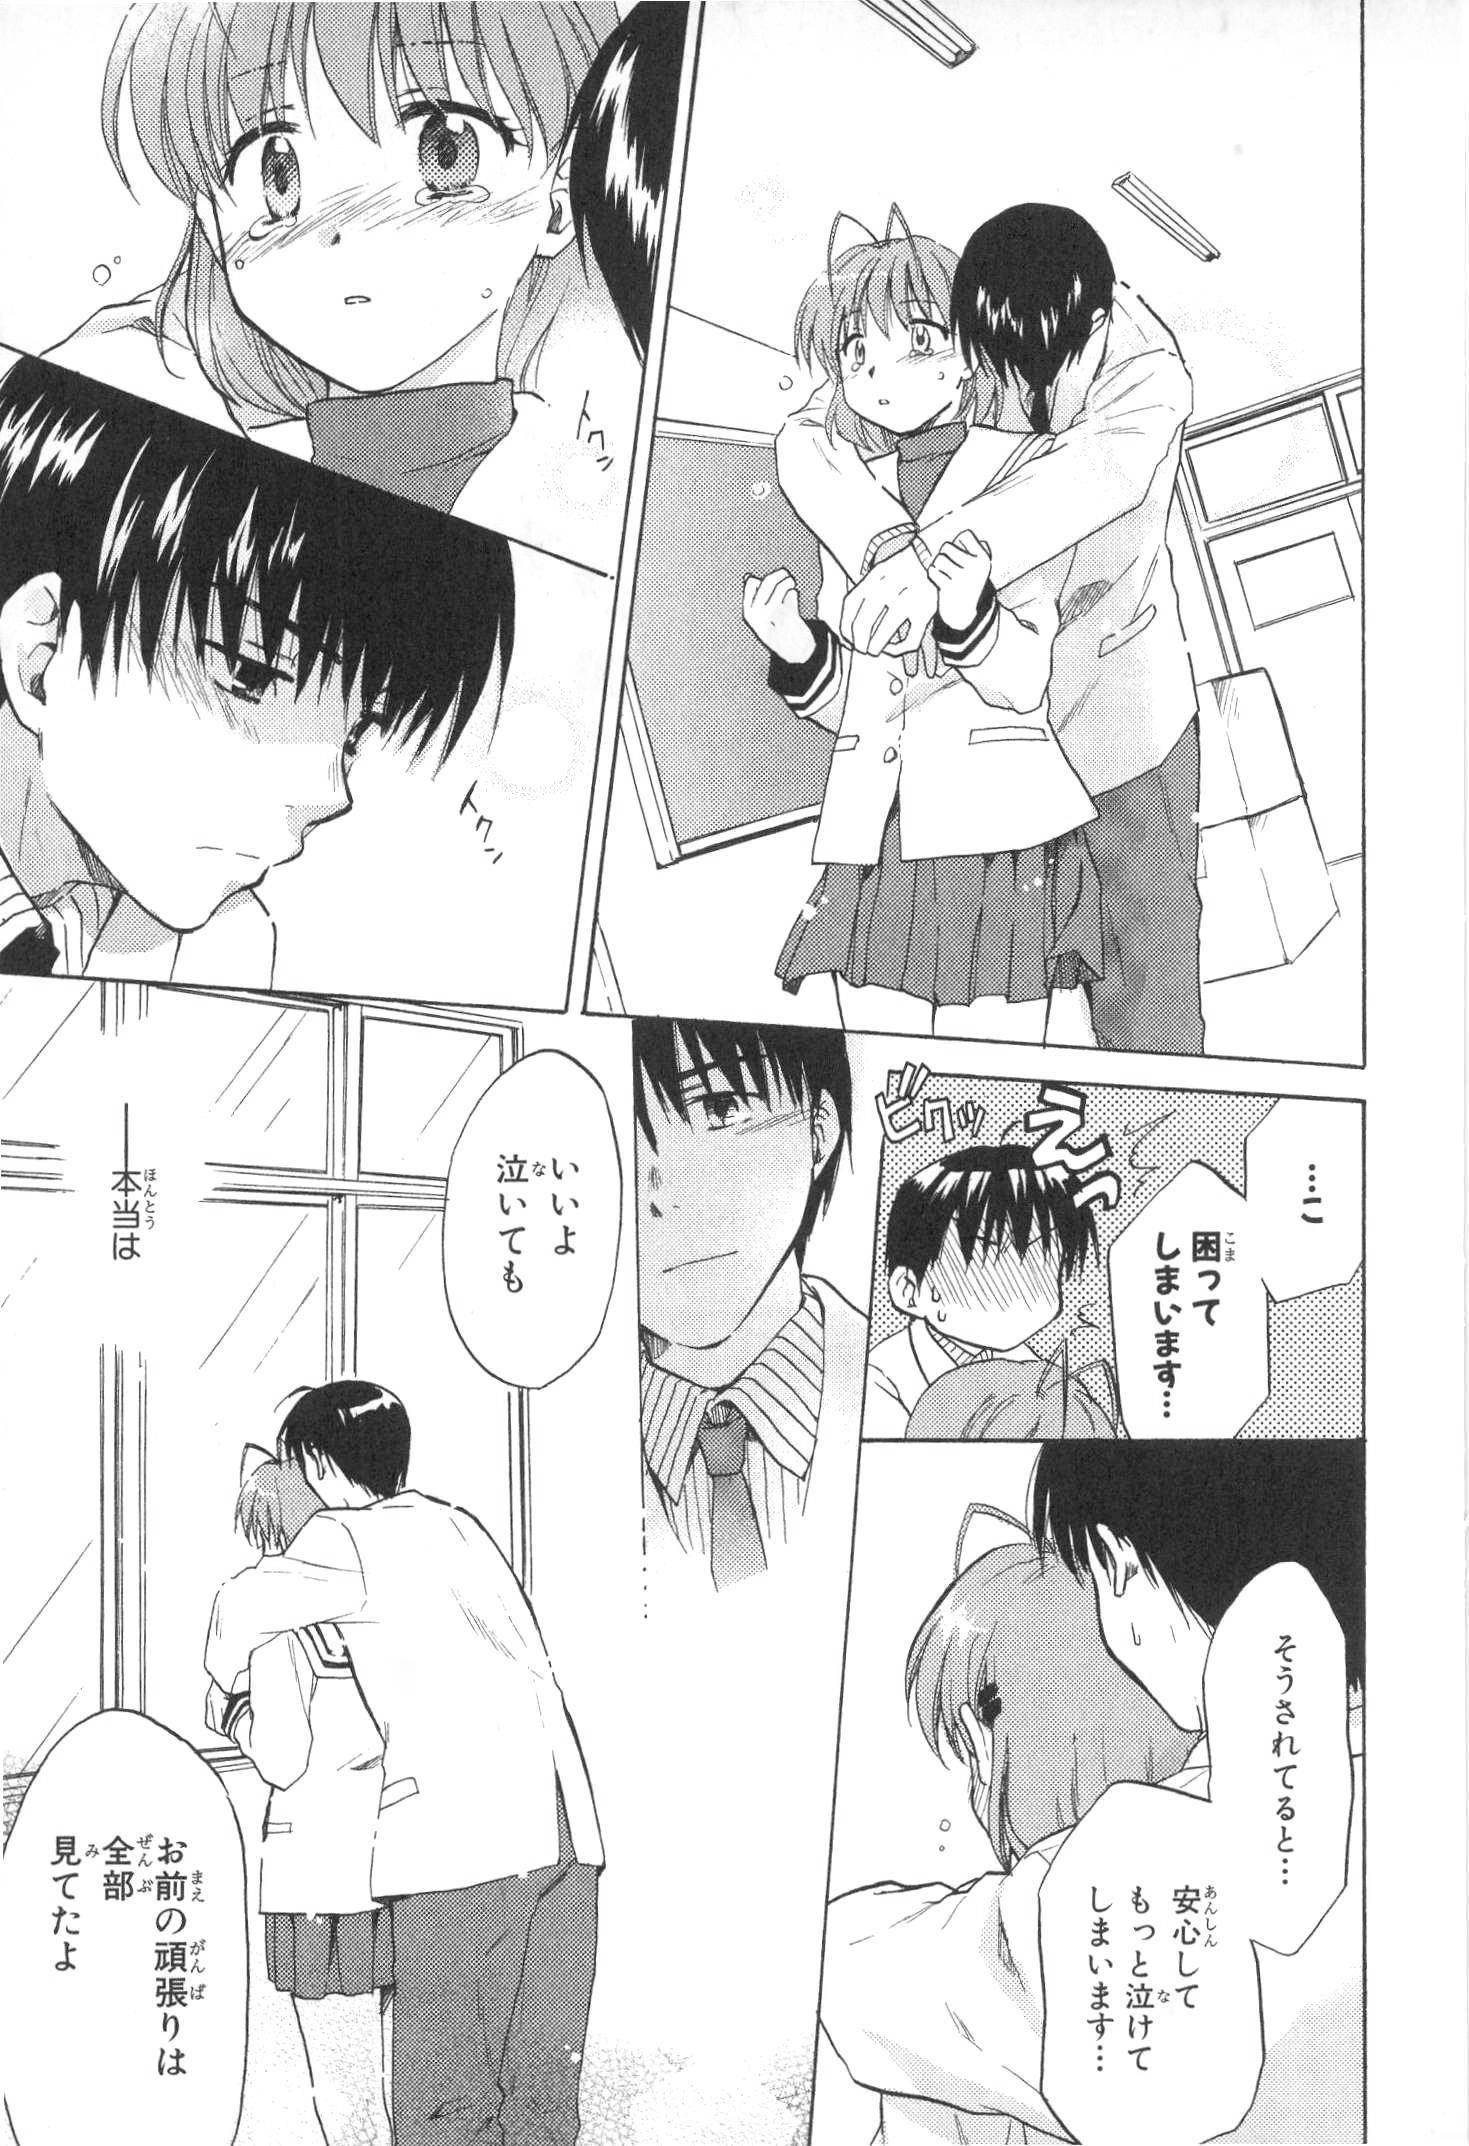 トクン
トクン
…こ
困って
しまいます…
えっ
ビクッ
そうされてると…
安心して
もっと泣けて
しまいます…
……
いいよ
泣いても
―本当は
お前の頑張りは
全部
見てたよ